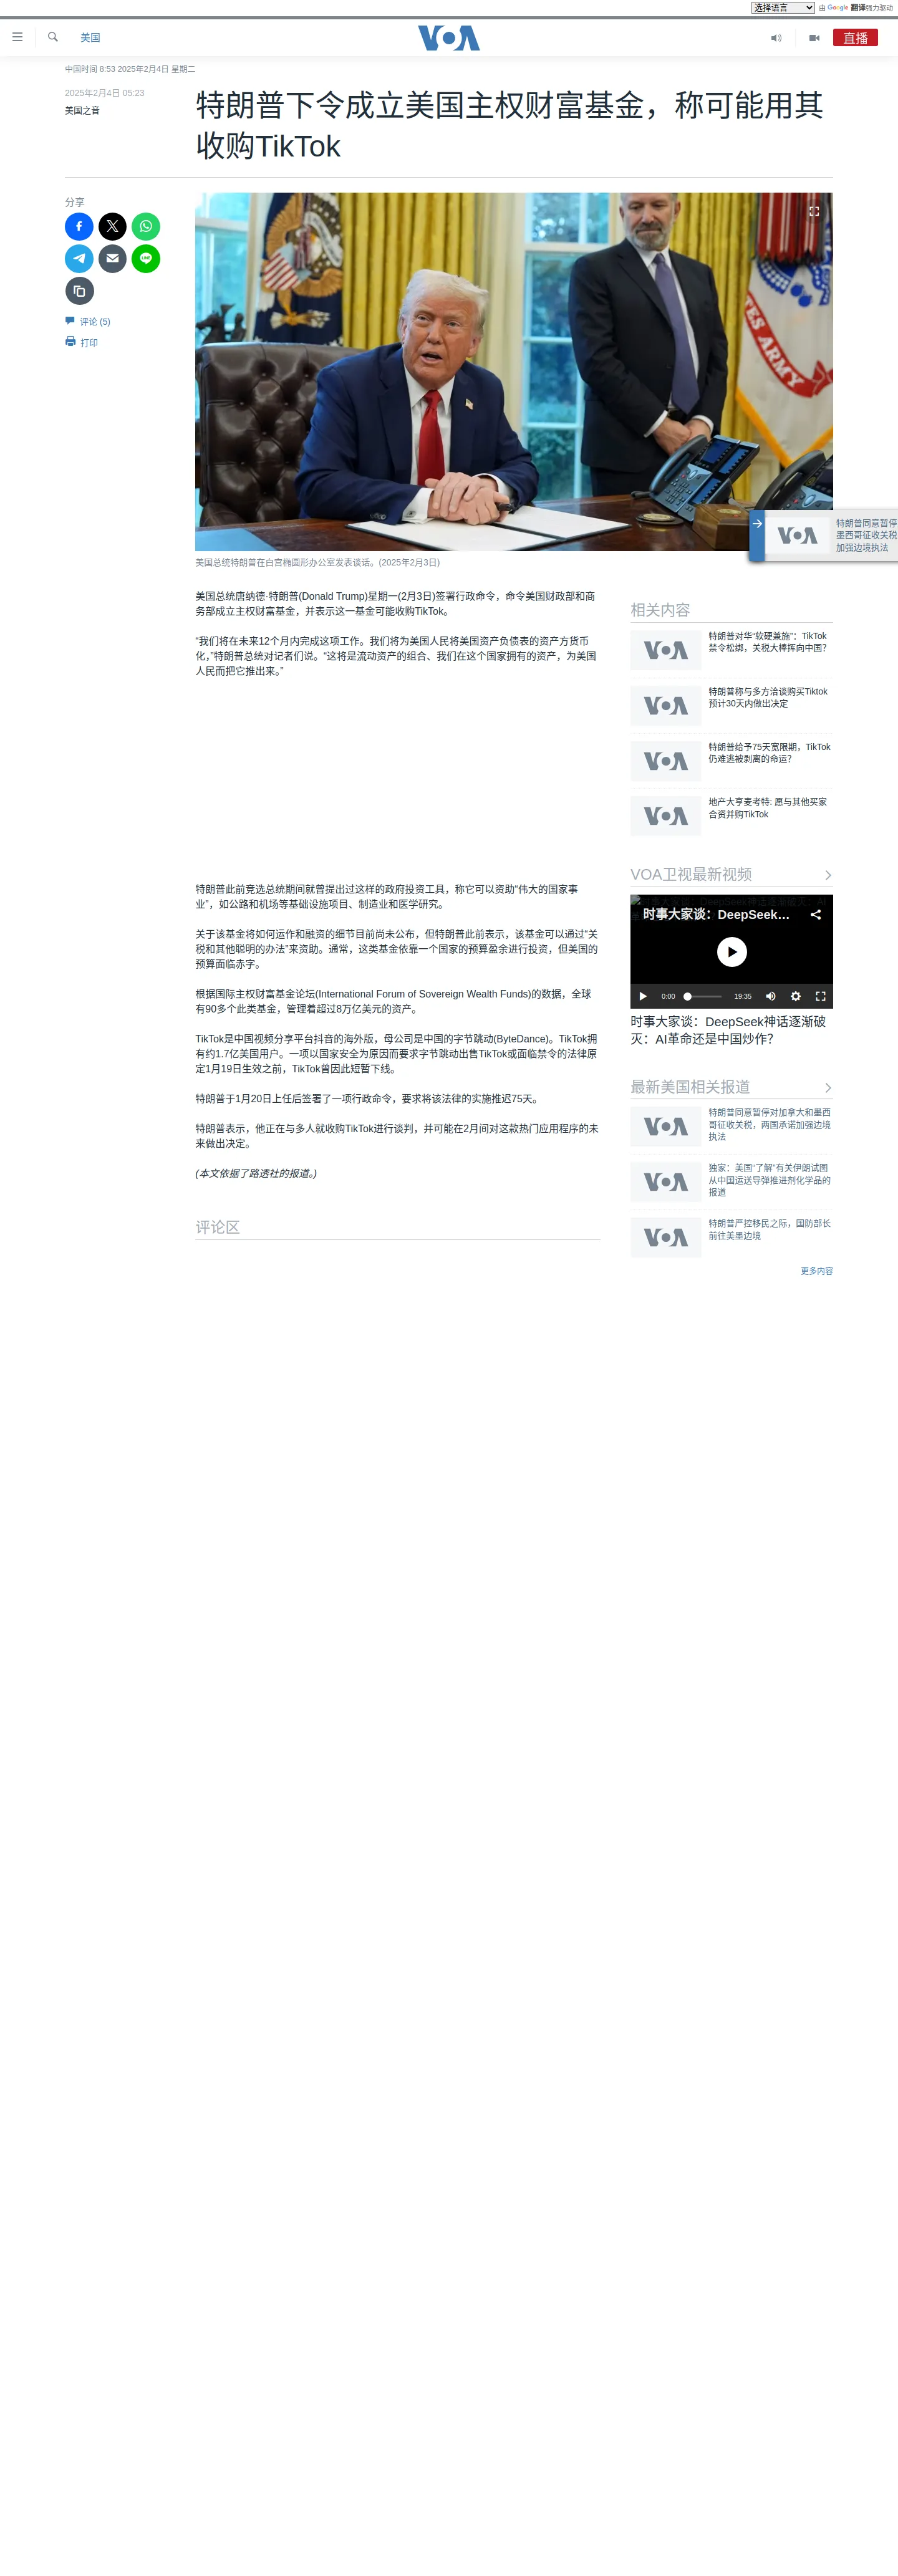 选择语言
由 Google 翻译强力驱动
美国
VOA
直播
中国时间 8:53 2025年2月4日 星期二
2025年2月4日 05:23
美国之音
特朗普下令成立美国主权财富基金，称可能用其
收购TikTok
分享
LINE
评论 (5)
打印
美国总统特朗普在白宫椭圆形办公室发表谈话。(2025年2月3日)
特朗普同意暂停
墨西哥征收关税
加强边境执法
美国总统唐纳德·特朗普(Donald Trump)星期一(2月3日)签署行政命令，命令美国财政部和商
务部成立主权财富基金，并表示这一基金可能收购TikTok。
“我们将在未来12个月内完成这项工作。我们将为美国人民将美国资产负债表的资产方货币
化，”特朗普总统对记者们说。“这将是流动资产的组合、我们在这个国家拥有的资产，为美国
人民而把它推出来。”
特朗普此前竞选总统期间就曾提出过这样的政府投资工具，称它可以资助“伟大的国家事
业”，如公路和机场等基础设施项目、制造业和医学研究。
关于该基金将如何运作和融资的细节目前尚未公布，但特朗普此前表示，该基金可以通过“关
税和其他聪明的办法”来资助。通常，这类基金依靠一个国家的预算盈余进行投资，但美国的
预算面临赤字。
根据国际主权财富基金论坛(International Forum of Sovereign Wealth Funds)的数据，全球
有90多个此类基金，管理着超过8万亿美元的资产。
TikTok是中国视频分享平台抖音的海外版，母公司是中国的字节跳动(ByteDance)。TikTok拥
有约1.7亿美国用户。一项以国家安全为原因而要求字节跳动出售TikTok或面临禁令的法律原
定1月19日生效之前，TikTok曾因此短暂下线。
特朗普于1月20日上任后签署了一项行政命令，要求将该法律的实施推迟75天。
特朗普表示，他正在与多人就收购TikTok进行谈判，并可能在2月间对这款热门应用程序的未
来做出决定。
(本文依据了路透社的报道。)
评论区
相关内容
特朗普对华“软硬兼施”：TikTok
禁令松绑，关税大棒挥向中国？
特朗普称与多方洽谈购买Tiktok
预计30天内做出决定
特朗普给予75天宽限期，TikTok
仍难逃被剥离的命运？
地产大亨麦考特: 愿与其他买家
合资并购TikTok
VOA卫视最新视频
时事大家谈：DeepSeek…
0:00
19:35
时事大家谈：DeepSeek神话逐渐破
灭：AI革命还是中国炒作？
最新美国相关报道
特朗普同意暂停对加拿大和墨西
哥征收关税，两国承诺加强边境
执法
独家：美国“了解”有关伊朗试图
从中国运送导弹推进剂化学品的
报道
特朗普严控移民之际，国防部长
前往美墨边境
更多内容